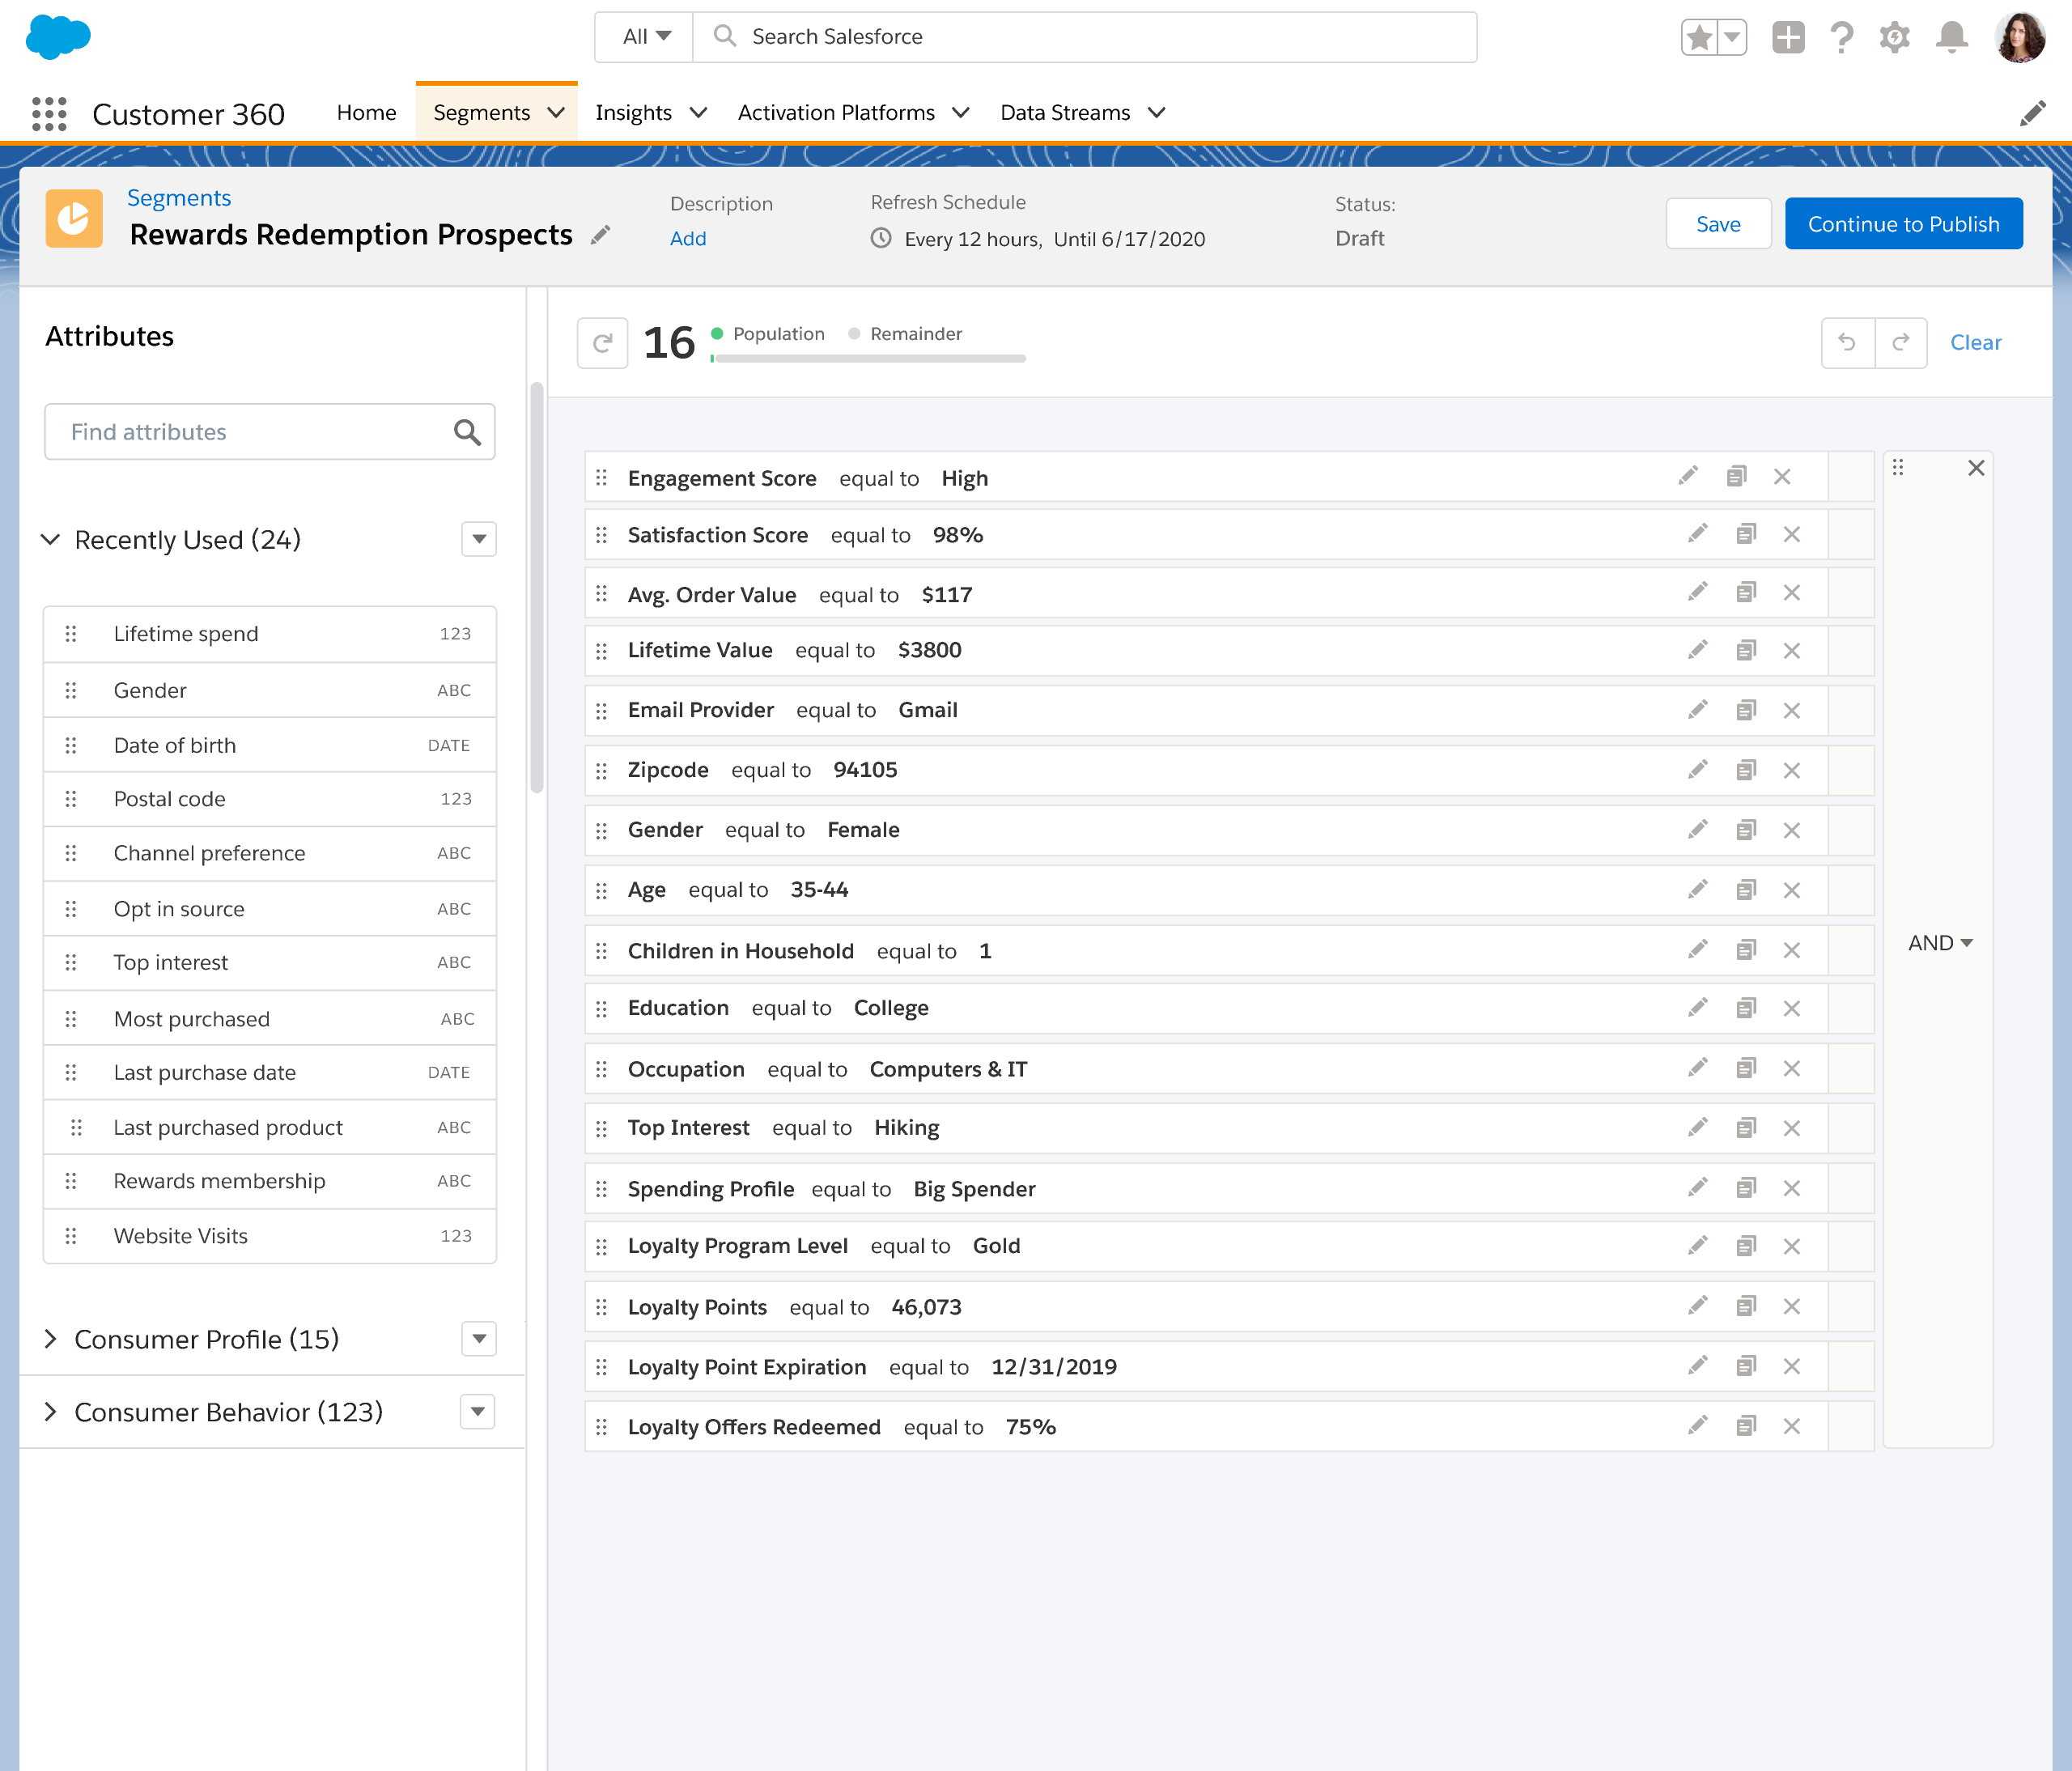 All
Search Salesforce
Customer 360
Home
Segments
Insights
Activation Platforms
Data Streams
Segments
Rewards Redemption Prospects
Description
Add
Refresh Schedule
Every 12 hours, Until 6/17/2020
Status:
Draft
Save
Continue to Publish
Attributes
Find attributes
Recently Used (24)
Lifetime spend 123
Gender ABC
Date of birth DATE
Postal code 123
Channel preference ABC
Opt in source ABC
Top interest ABC
Most purchased ABC
Last purchase date DATE
Last purchased product ABC
Rewards membership ABC
Website Visits 123
Consumer Profile (15)
Consumer Behavior (123)
16
Population
Remainder
Clear
Engagement Score equal to High
Satisfaction Score equal to 98%
Avg. Order Value equal to $117
Lifetime Value equal to $3800
Email Provider equal to Gmail
Zipcode equal to 94105
Gender equal to Female
Age equal to 35-44
Children in Household equal to 1
Education equal to College
Occupation equal to Computers & IT
Top Interest equal to Hiking
Spending Profile equal to Big Spender
Loyalty Program Level equal to Gold
Loyalty Points equal to 46,073
Loyalty Point Expiration equal to 12/31/2019
Loyalty Offers Redeemed equal to 75%
AND